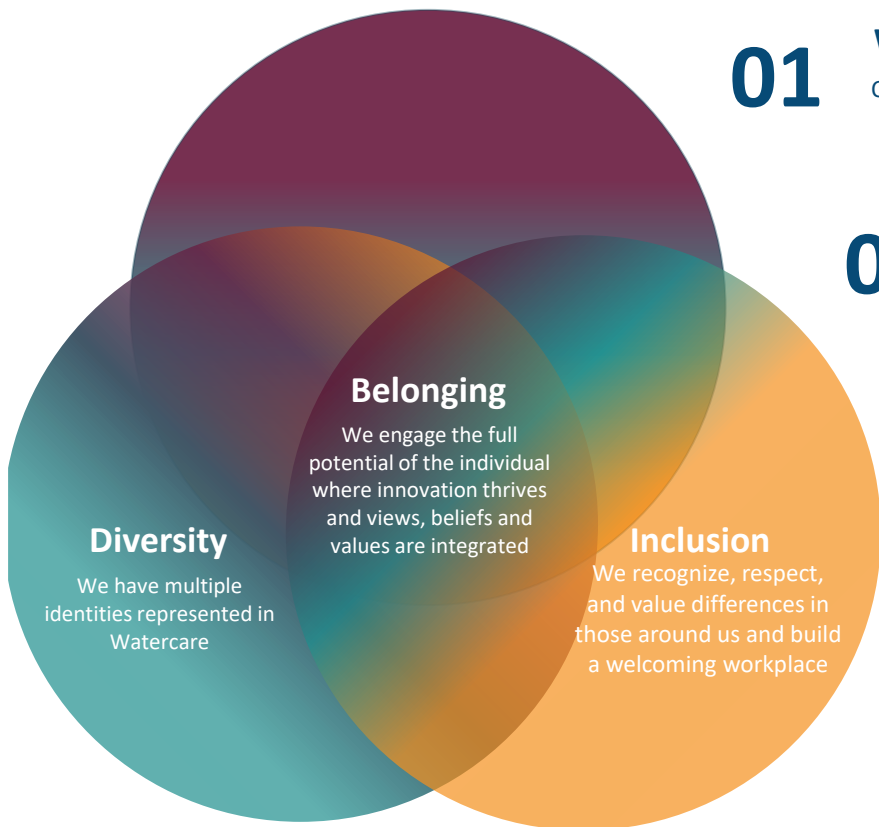 01
Belonging
We engage the full
potential of the individual
where innovation thrives
and views, beliefs and
values are integrated
Diversity
We have multiple
identities represented in
Watercare
Inclusion
We recognize, respect,
and value differences in
those around us and build
a welcoming workplace